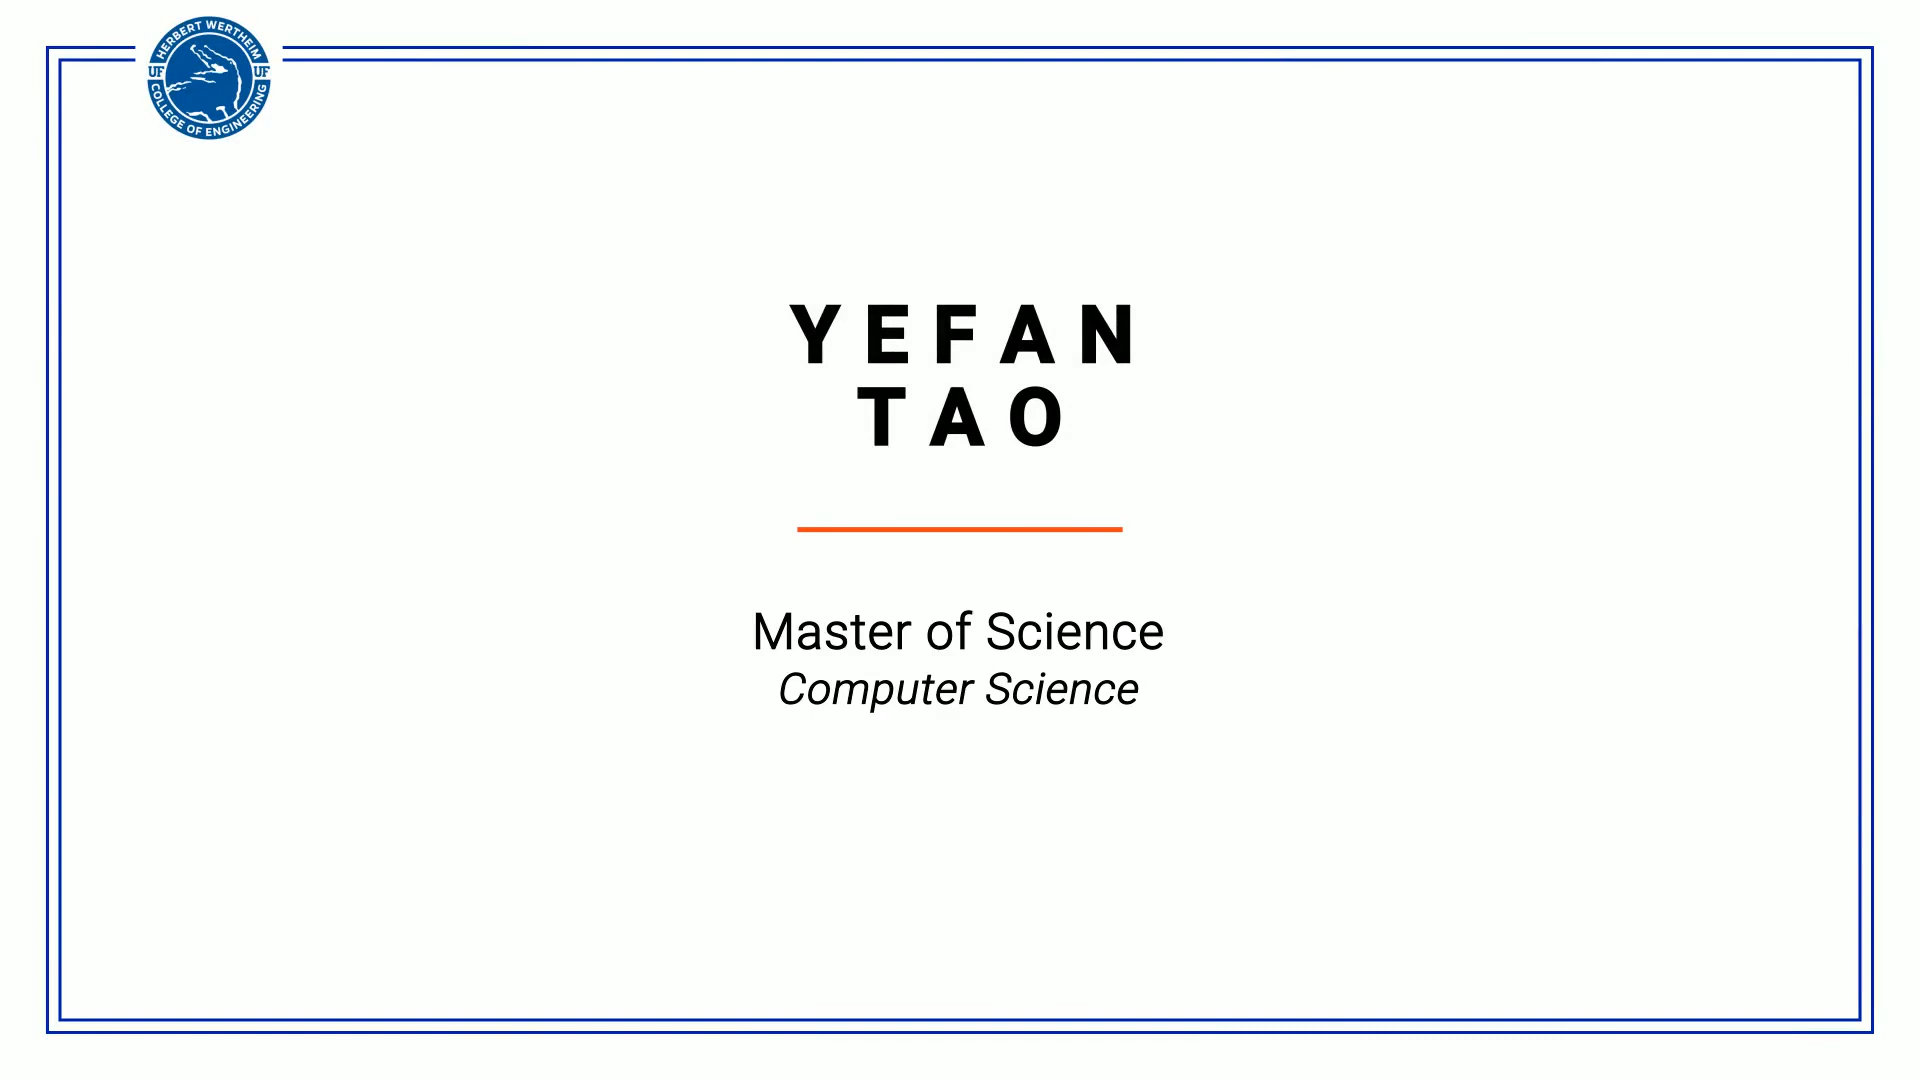 HERBERT WERTHEIM
UF UF
COLLEGE OF ENGINEERING
YEFAN
TAO
Master of Science
Computer Science